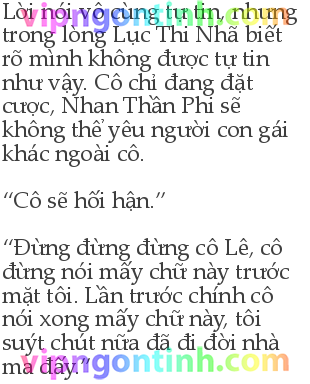 Lời nói vô cùng tự tin, nhưng
vipngontinh.com
trong lòng Lục Thi Nhã biết
rõ mình không được tự tin
như vậy. Cô chỉ đang đặt
cược, Nhan Thần Phi sẽ
không thể yêu người con gái
khác ngoài cô.
“Cô sẽ hối hận.”
“Đừng đừng đừng cô Lê, cô
đừng nói mấy chữ này trước
mặt tôi. Lần trước chính cô
nói xong mấy chữ này, tôi
suýt chút nữa đã đi đời nhà
ma đấy.”
vipngontinh.com